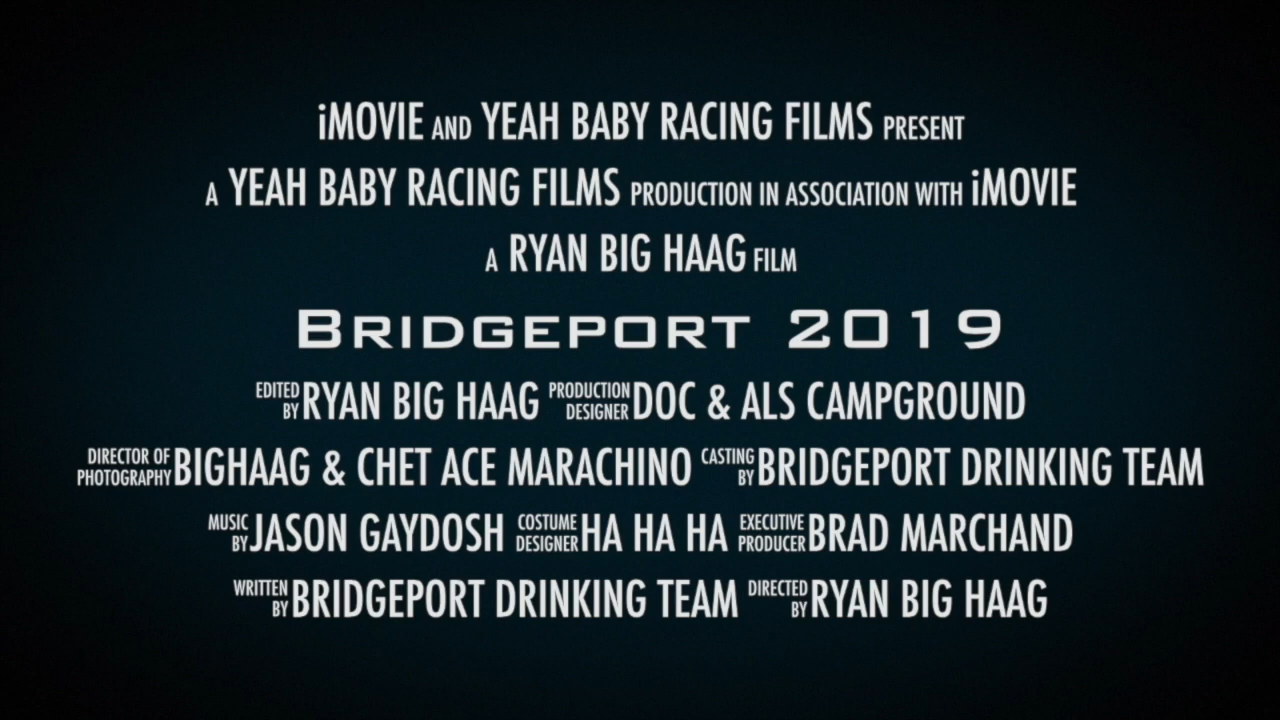 iMOVIE AND YEAH BABY RACING FILMS PRESENT
A YEAH BABY RACING FILMS PRODUCTION IN ASSOCIATION WITH iMOVIE
A RYAN BIG HAAG FILM
BRIDGEPORT 2019
EDITED BY RYAN BIG HAAG PRODUCTION DESIGNER DOC & ALS CAMPGROUND
DIRECTOR OF PHOTOGRAPHY BIGHAAG & CHET ACE MARACHINO CASTING BY BRIDGEPORT DRINKING TEAM
MUSIC BY JASON GAYDOSH COSTUME DESIGNER HA HA HA EXECUTIVE PRODUCER BRAD MARCHAND
WRITTEN BY BRIDGEPORT DRINKING TEAM DIRECTED BY RYAN BIG HAAG